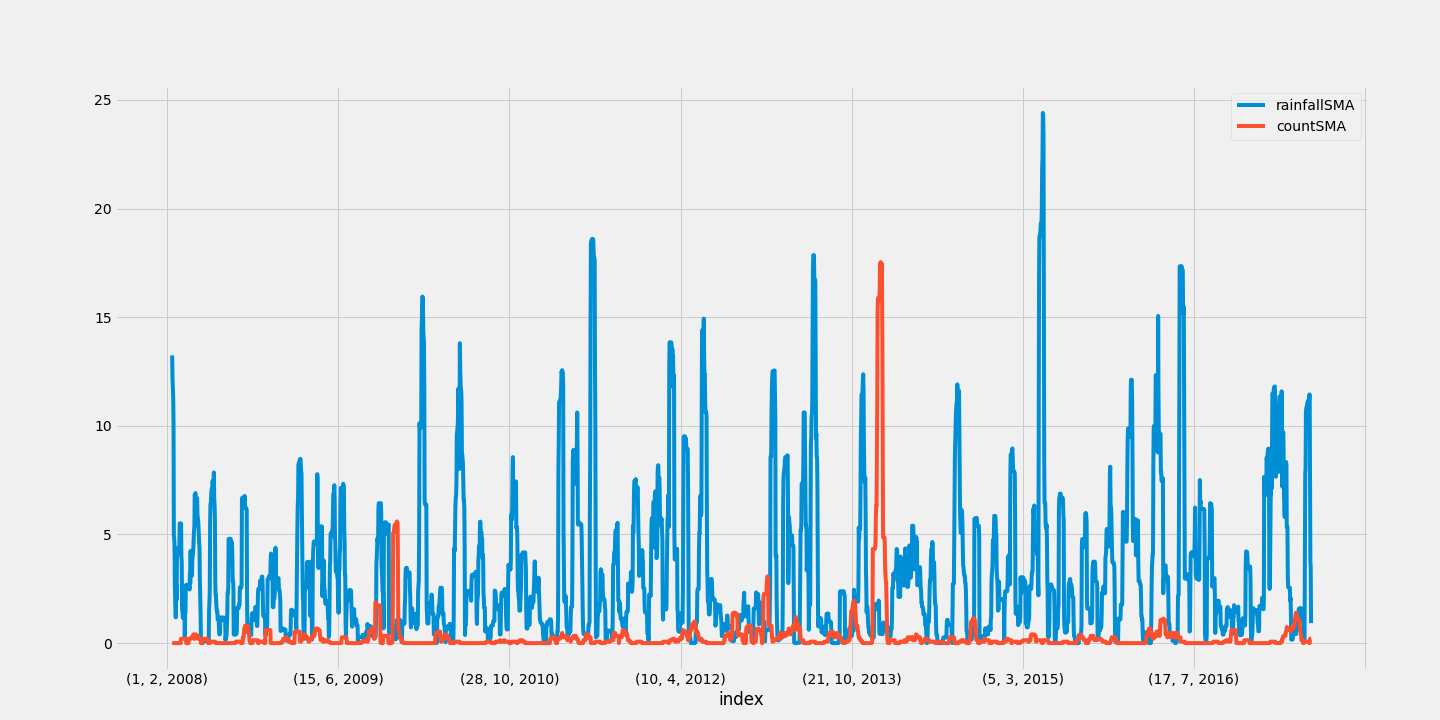 25
20
15
10
5
0
rainfallSMA
countSMA
(1, 2, 2008) (15, 6, 2009) (28, 10, 2010) (10, 4, 2012) (21, 10, 2013) (5, 3, 2015) (17, 7, 2016)
index